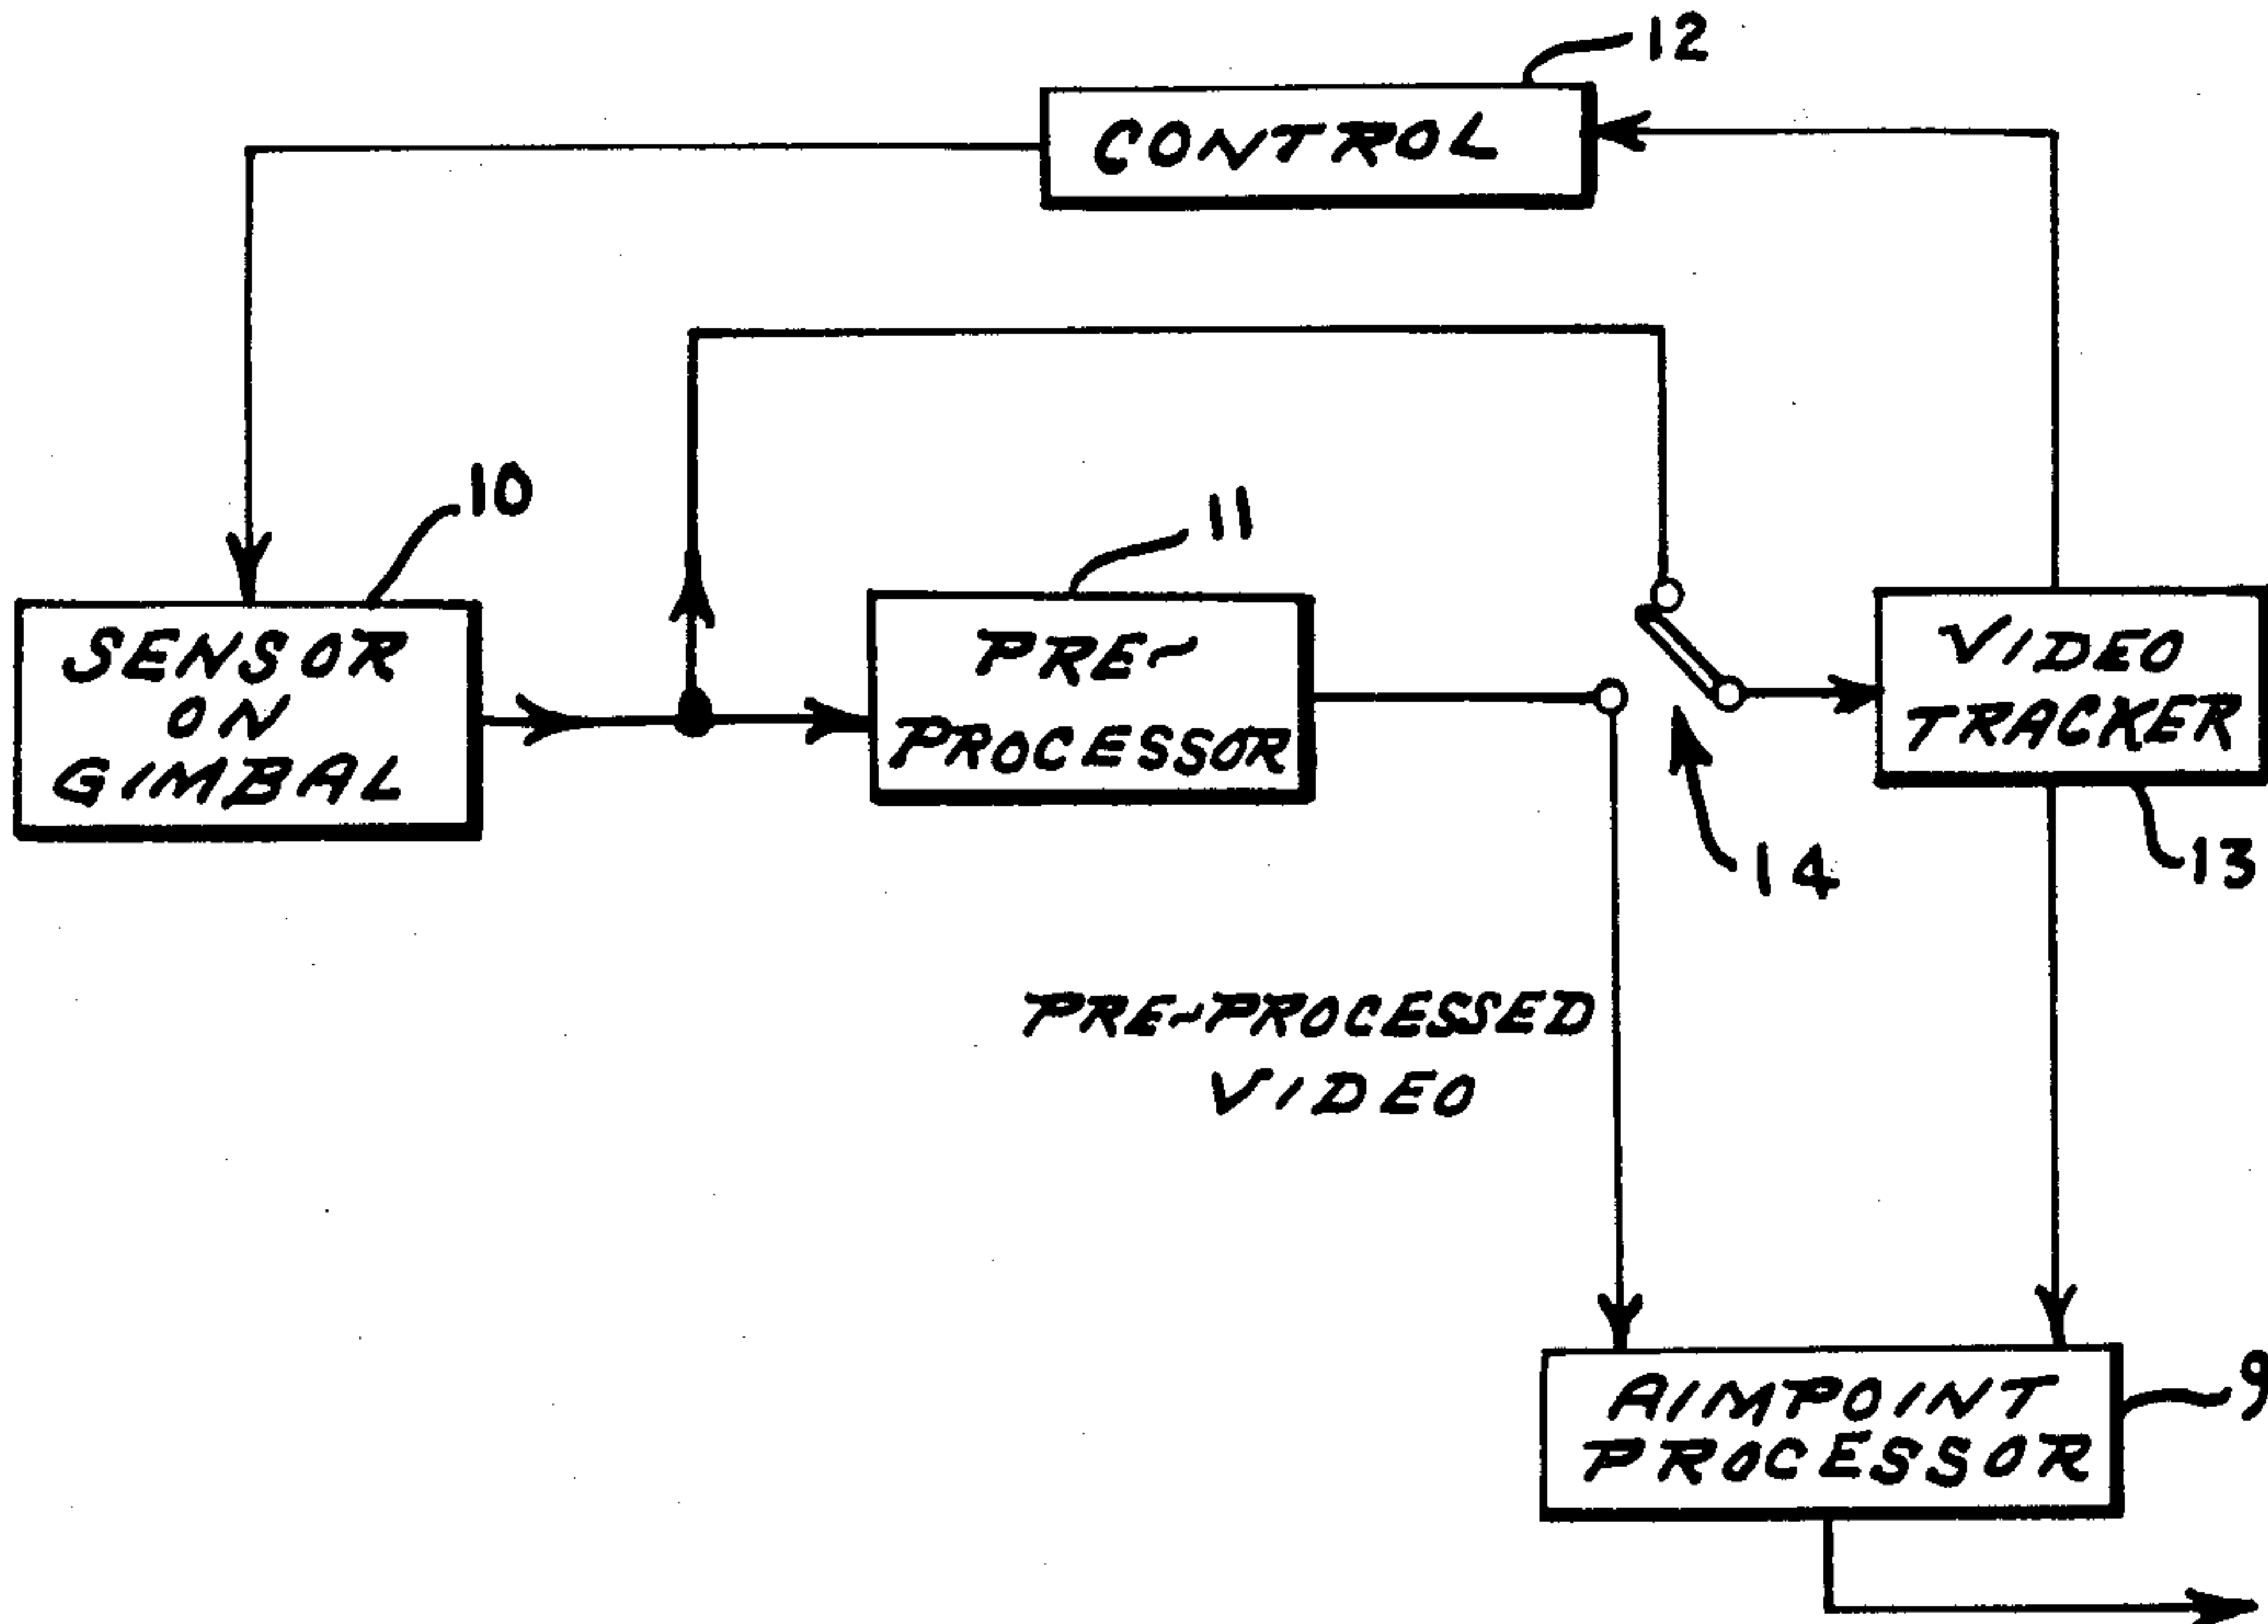 12
CONTROL
10
11
SENSOR
ON
GIMBAL
PRE-
PROCESSOR
VIDEO
TRACKER
14
13
PRE-PROCESSED
VIDEO
AIMPOINT
PROCESSOR
9